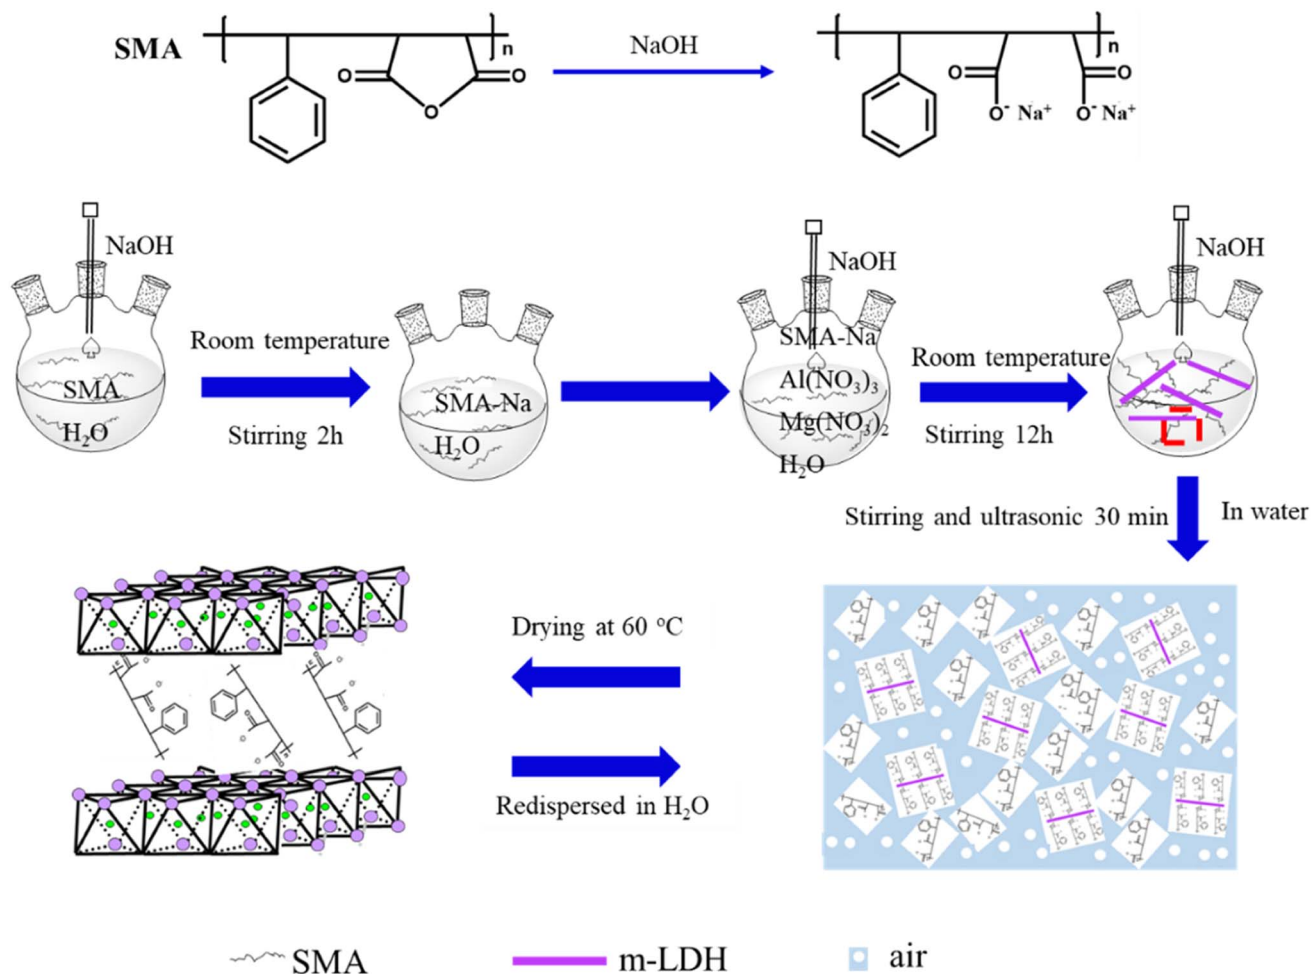 SMA
n
O
O
O
NaOH
n
O
O
O⁻ Na⁺
O⁻ Na⁺
NaOH
SMA
H₂O
Room temperature
Stirring 2h
SMA-Na
H₂O
NaOH
SMA-Na
Al(NO₃)₃
Mg(NO₃)₂
H₂O
Room temperature
Stirring 12h
NaOH
Stirring and ultrasonic 30 min
In water
Drying at 60 °C
Redispersed in H₂O
SMA
m-LDH
air